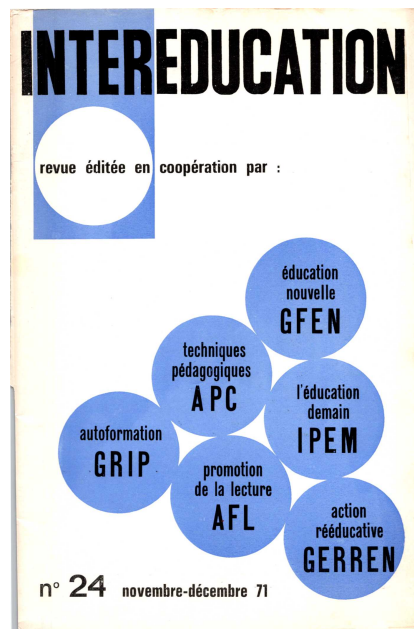 INTEREDUCATION
revue éditée en coopération par :
éducation
nouvelle
GFEN
techniques
pédagogiques
APC
l'éducation
demain
IPEM
autoformation
GRIP
promotion
de la lecture
AFL
action
rééducative
GERREN
n° 24 novembre-décembre 71